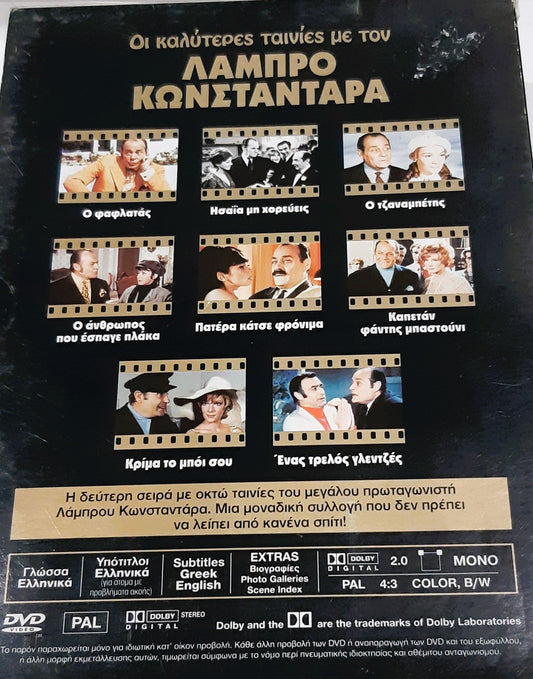 Οι καλύτερες ταινίες με τον
ΛΑΜΠΡΟ
ΚΩΝΣΤΑΝΤΑΡΑ
Ο φαφλατάς
Ησαΐα μη χορεύεις
Ο τζαναμπέτης
Ο άνθρωπος
που έσπαγε πλάκα
Πατέρα κάτσε φρόνιμα
Καπετάν
φάντης μπαστούνι
Κρίμα το μπόι σου
Ένας τρελός γλεντζές
Η δεύτερη σειρά με οκτώ ταινίες του μεγάλου πρωταγωνιστή
Λάμπρου Κωνσταντάρα. Μια μοναδική συλλογή που δεν πρέπει
να λείπει από κανένα σπίτι!
Γλώσσα
Ελληνικά
Υπότιτλοι
Ελληνικά
(για άτομα με
προβλήματα ακοής)
Subtitles
Greek
English
EXTRAS
Βιογραφίες
Photo Galleries
Scene Index
DOLBY
DIGITAL
2.0
MONO
PAL 4:3 COLOR, B/W
DVD
VIDEO
PAL
DOLBY
DIGITAL
STEREO
Dolby and the are the trademarks of Dolby Laboratories
Το παρόν παραχωρείται μόνο για ιδιωτική κατ' οίκον προβολή. Κάθε άλλη προβολή των DVD ή αναπαραγωγή των DVD και του εξωφύλλου,
ή άλλη μορφή εκμετάλλευσης αυτών, τιμωρείται σύμφωνα με το νόμο περί πνευματικής ιδιοκτησίας και αθέμιτου ανταγωνισμού.